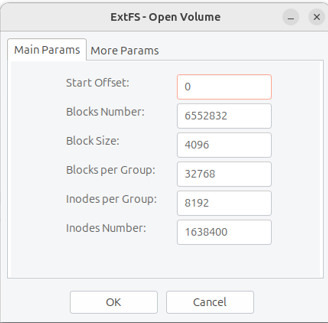 ExtFS - Open Volume
Main Params More Params
Start Offset: 0
Blocks Number: 6552832
Block Size: 4096
Blocks per Group: 32768
Inodes per Group: 8192
Inodes Number: 1638400
OK Cancel